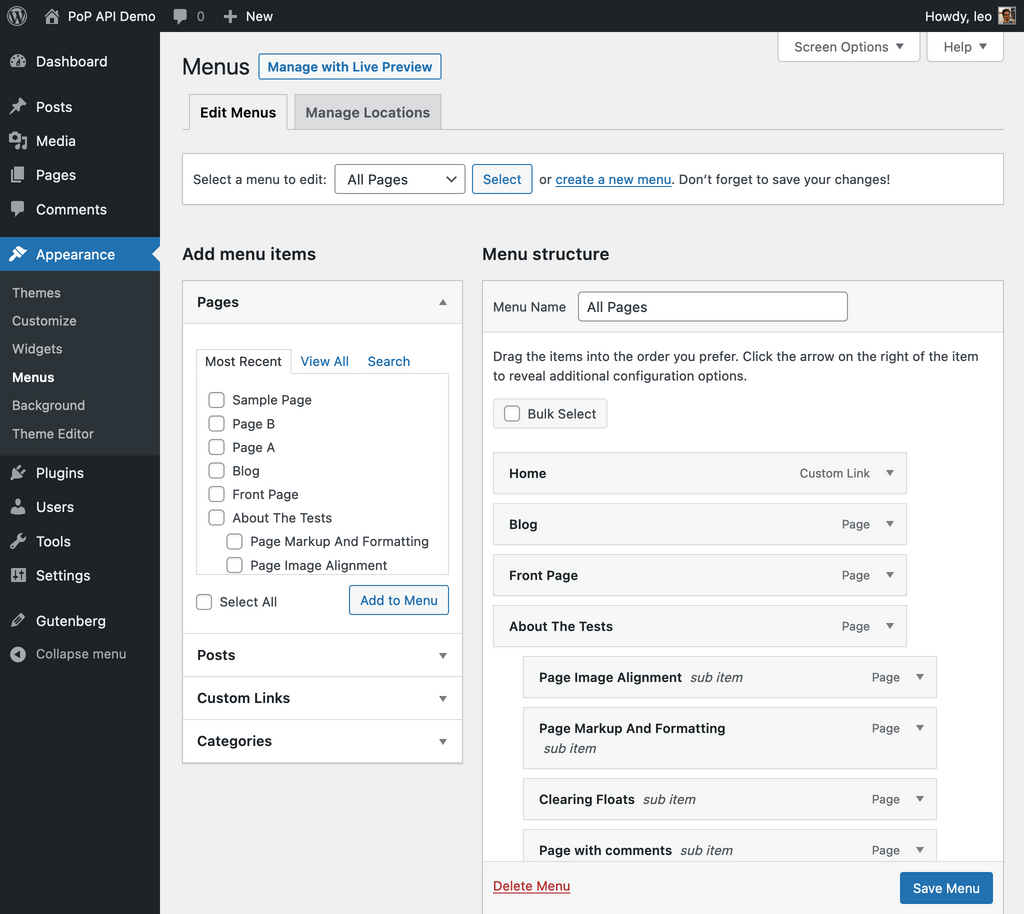 PoP API Demo 0 New Howdy, leo
Dashboard
Posts
Media
Pages
Comments
Appearance
Themes
Customize
Widgets
Menus
Background
Theme Editor
Plugins
Users
Tools
Settings
Gutenberg
Collapse menu
Screen Options Help
Menus Manage with Live Preview
Edit Menus Manage Locations
Select a menu to edit: All Pages Select or create a new menu. Don’t forget to save your changes!
Add menu items
Pages
Most Recent View All Search
Sample Page
Page B
Page A
Blog
Front Page
About The Tests
Page Markup And Formatting
Page Image Alignment
Select All Add to Menu
Posts
Custom Links
Categories
Menu structure
Menu Name All Pages
Drag the items into the order you prefer. Click the arrow on the right of the item
to reveal additional configuration options.
Bulk Select
Home Custom Link
Blog Page
Front Page Page
About The Tests Page
Page Image Alignment sub item Page
Page Markup And Formatting Page
sub item
Clearing Floats sub item Page
Page with comments sub item Page
Delete Menu Save Menu